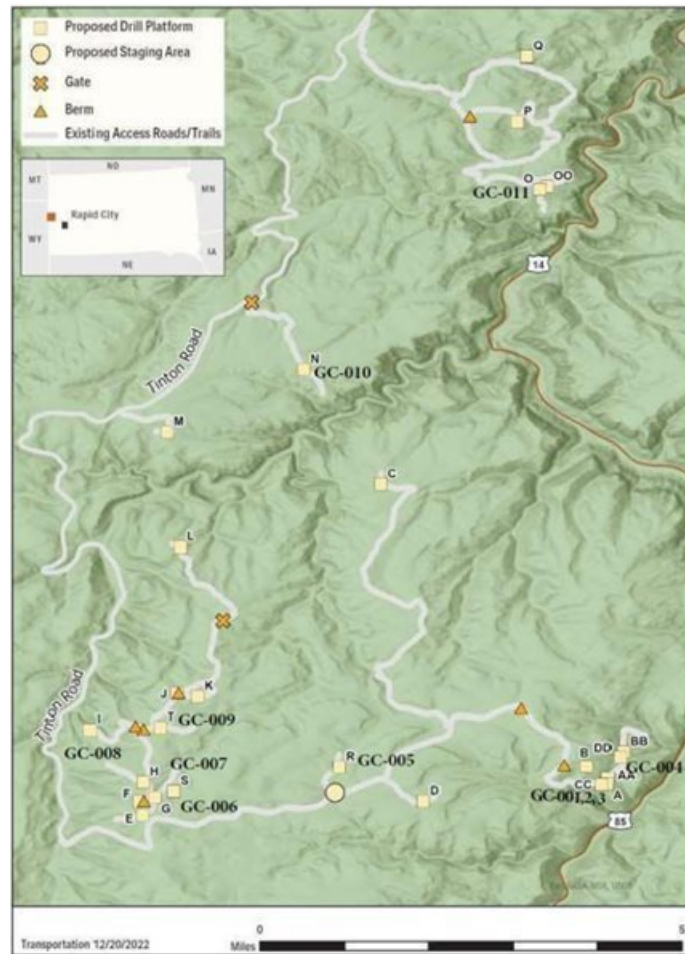 Proposed Drill Platform
Proposed Staging Area
Gate
Berm
Existing Access Roads/Trails
ND
MT
MN
Rapid City
WY
IA
NE
Q
P
O OO
GC-011
14
Tinton Road
N
GC-010
M
C
L
Tinton Road
J K
I T GC-009
GC-008
GC-007
R GC-005
H
S
F G GC-006
E
D
BB
B DD
GC-004
AA
CC
GC-001,2,3 A
85
0 5
Transportation 12/20/2022
Miles